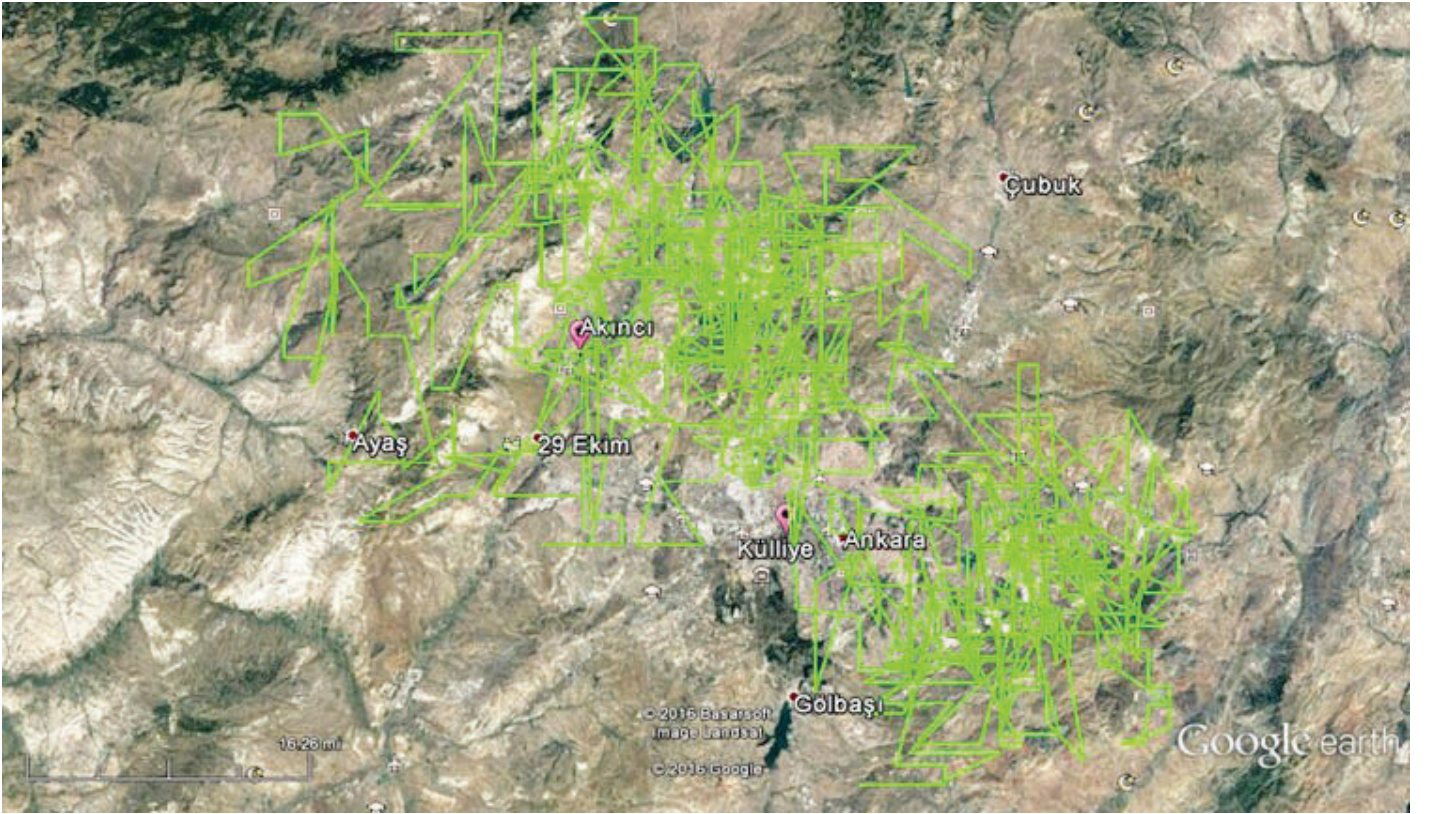 Çubuk
Akıncı
Ayaş
29 Ekim
Külliye
Ankara
Gölbaşı
© 2016 Basarsoft
Image Landsat
© 2016 Google
16.26 mi
Google earth